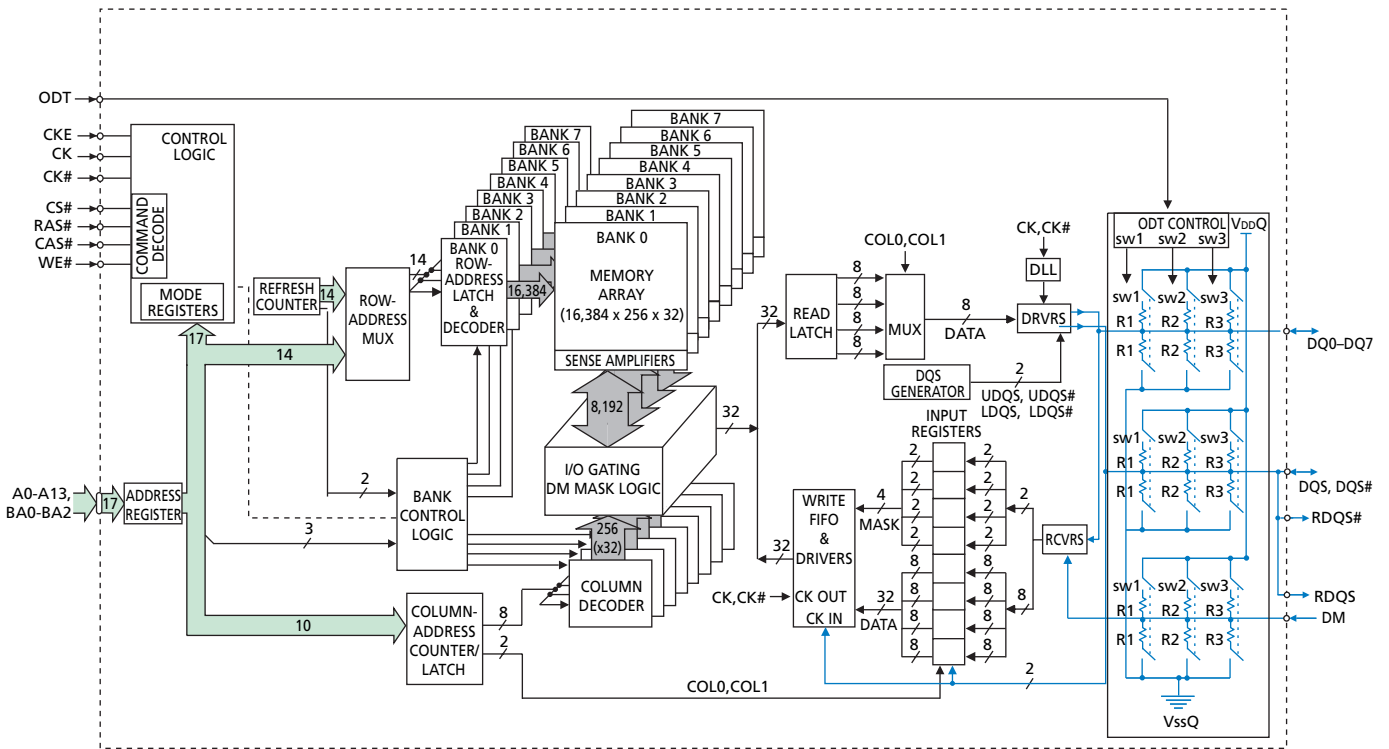 ODT
CKE
CK
CK#
CS#
RAS#
CAS#
WE#
CONTROL
LOGIC
COMMAND
DECODE
MODE
REGISTERS
17
A0-A13,
BA0-BA2
17
ADDRESS
REGISTER
REFRESH
COUNTER
14
14
ROW-
ADDRESS
MUX
14
2
3
10
BANK
CONTROL
LOGIC
COLUMN-
ADDRESS
COUNTER/
LATCH
8
2
COL0,COL1
BANK 7
BANK 6
BANK 5
BANK 4
BANK 3
BANK 2
BANK 1
BANK 0
ROW-
ADDRESS
LATCH
&
DECODER
16,384
BANK 7
BANK 6
BANK 5
BANK 4
BANK 3
BANK 2
BANK 1
BANK 0
MEMORY
ARRAY
(16,384 x 256 x 32)
SENSE AMPLIFIERS
8,192
I/O GATING
DM MASK LOGIC
256
(x32)
COLUMN
DECODER
32
32
32
READ
LATCH
8
8
8
8
COL0,COL1
MUX
8
DATA
CK,CK#
DLL
DRVRS
DQS
GENERATOR
2
UDQS, UDQS#
LDQS, LDQS#
INPUT
REGISTERS
WRITE
FIFO
&
DRIVERS
CK OUT
CK IN
CK,CK#
4
MASK
32
DATA
2
2
2
2
8
8
8
8
2
2
2
2
8
8
8
8
2
8
RCVRS
2
ODT CONTROL
sw1
sw2
sw3
VDDQ
sw1
sw2
sw3
R1
R2
R3
R1
R2
R3
sw1
sw2
sw3
R1
R2
R3
R1
R2
R3
sw1
sw2
sw3
R1
R2
R3
R1
R2
R3
VssQ
DQ0–DQ7
DQS, DQS#
RDQS#
RDQS
DM